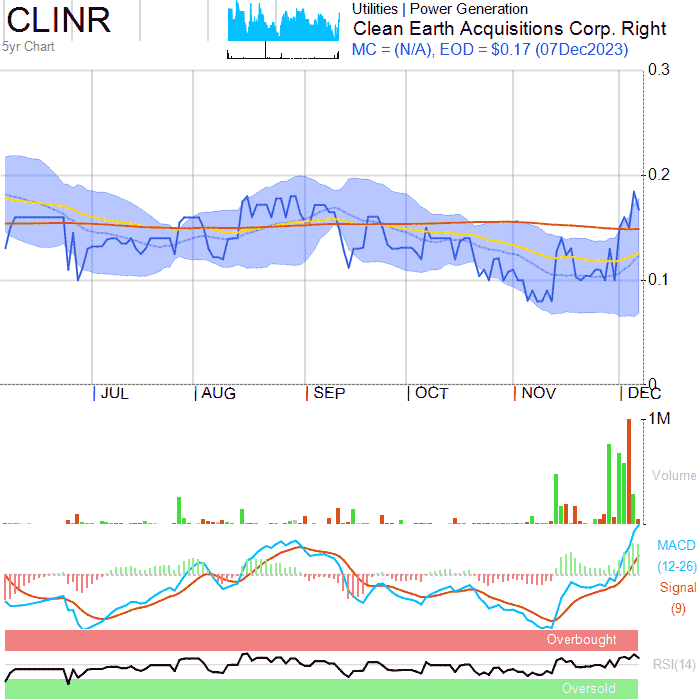 CLINR
5yr Chart
Utilities | Power Generation
Clean Earth Acquisitions Corp. Right
MC = (N/A), EOD = $0.17 (07Dec2023)
0.3
0.2
0.1
0
JUL AUG SEP OCT NOV DEC
1M
Volume
MACD
(12-26)
Signal
(9)
Overbought
RSI(14)
Oversold